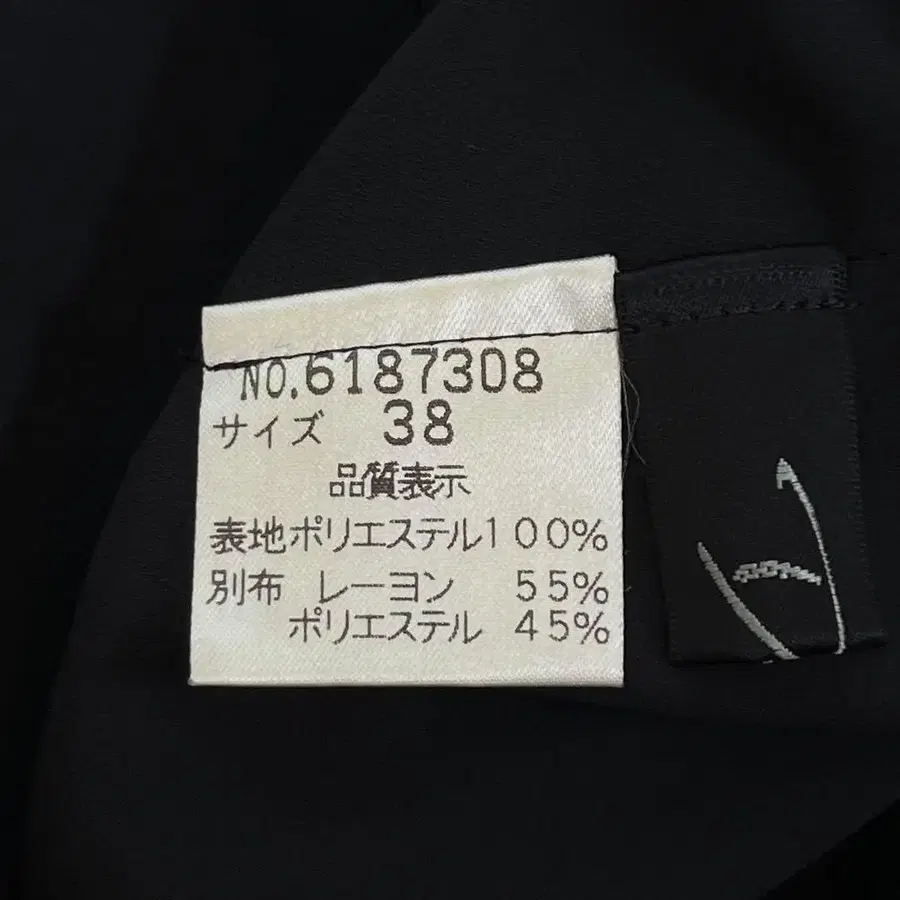 NO.6187308
サイズ 38
品質表示
表地ポリエステル100%
別布 レーヨン 55%
ポリエステル 45%